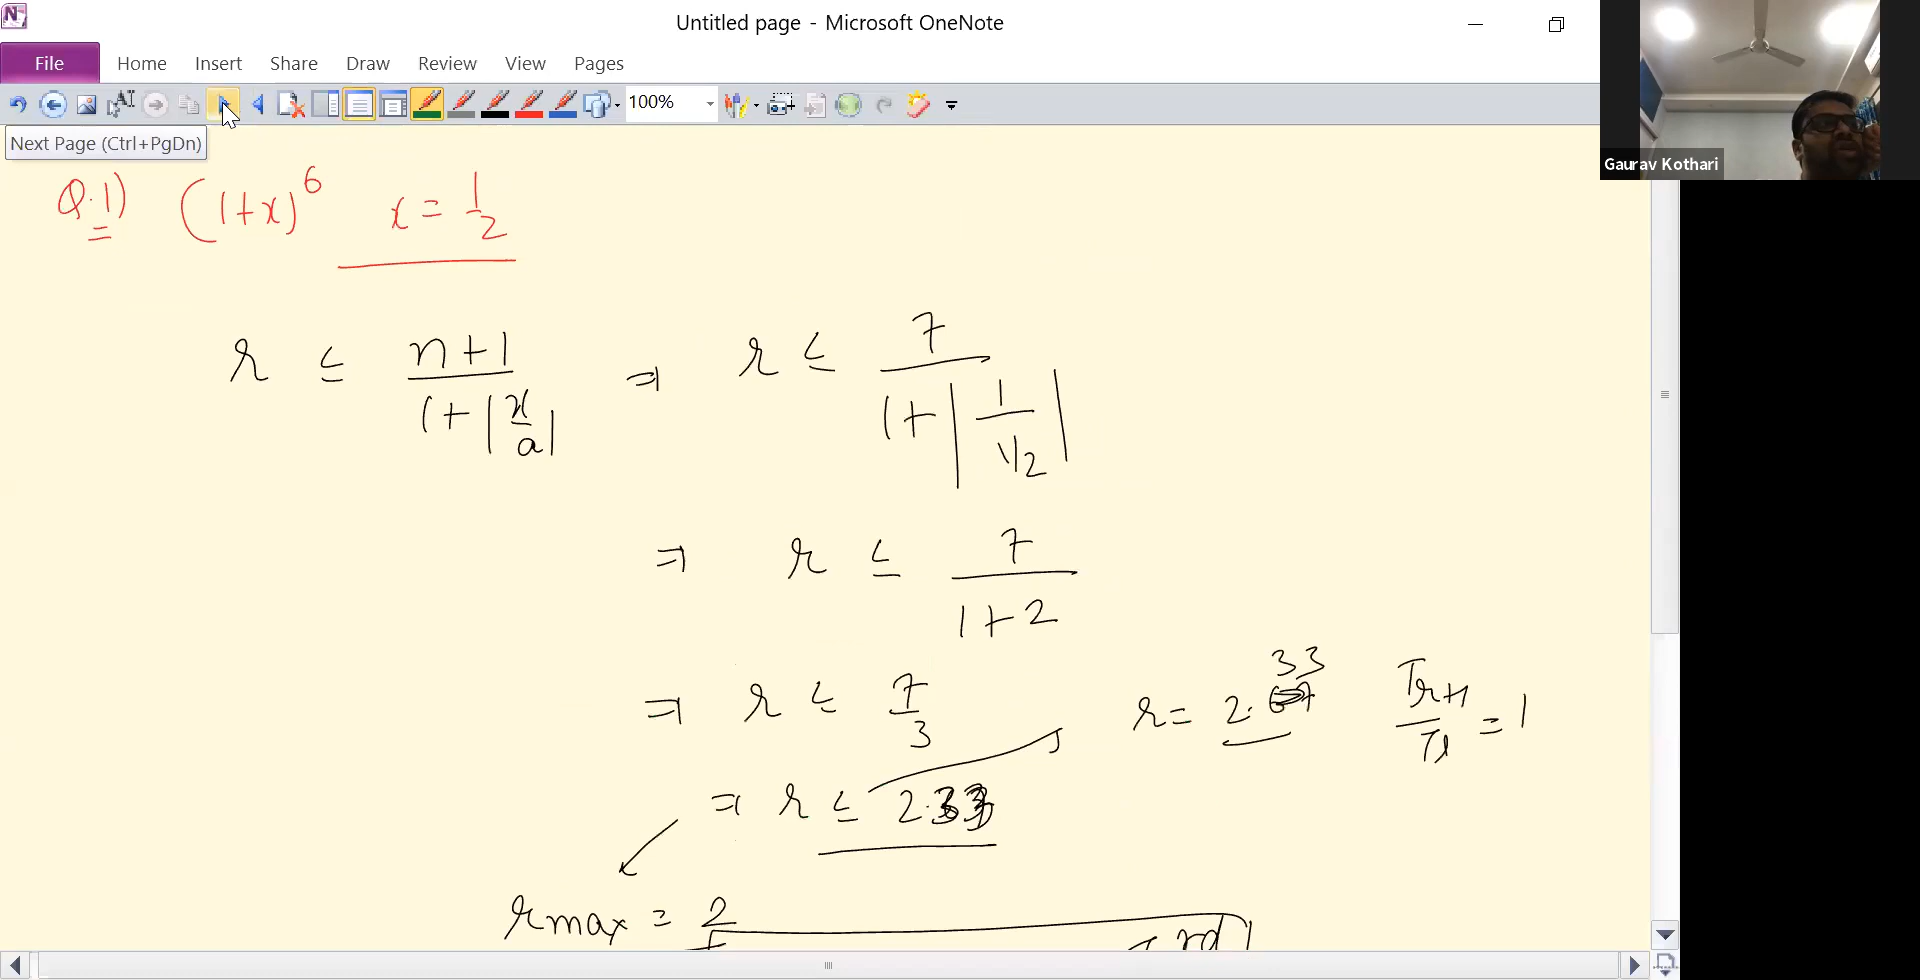 Untitled page - Microsoft OneNote
File Home Insert Share Draw Review View Pages
100%
Next Page (Ctrl+PgDn)
Gaurav Kothari
Q.1) (1+x)^6 x = 1/2
r ≤ (n+1)/(1+|x/a|) ⇒ r ≤ 7/(1+|1/(1/2)|)
⇒ r ≤ 7/(1+2)
⇒ r ≤ 7/3
r = 2.33 Tr+1/Tr = 1
⇒ r ≤ 2.33
rmax = 2
rd